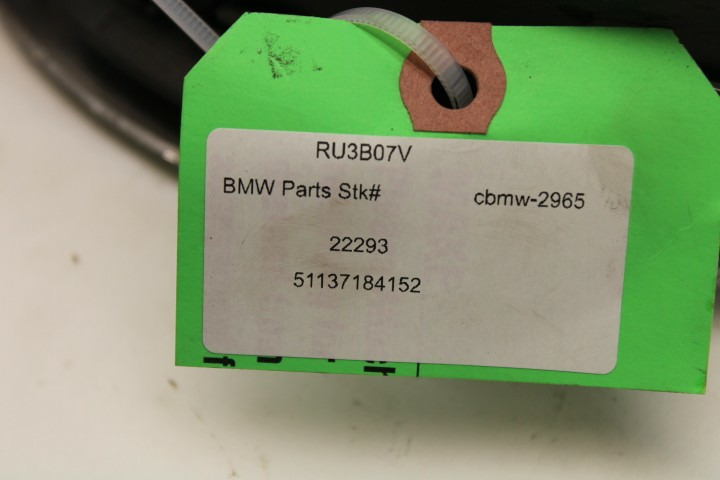 RU3B07V
BMW Parts Stk# cbmw-2965
22293
51137184152